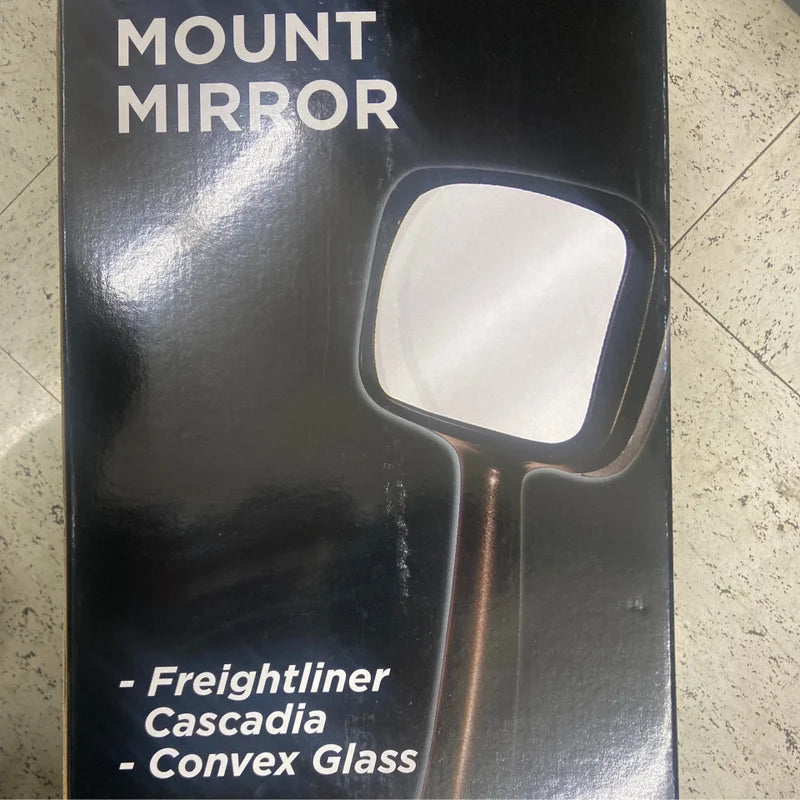 MOUNT
MIRROR
- Freightliner
Cascadia
- Convex Glass